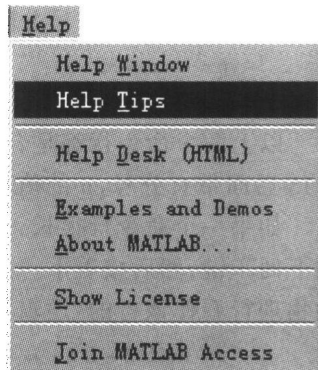 Help
Help Window
Help Tips
Help Desk (HTML)
Examples and Demos
About MATLAB...
Show License
Join MATLAB Access